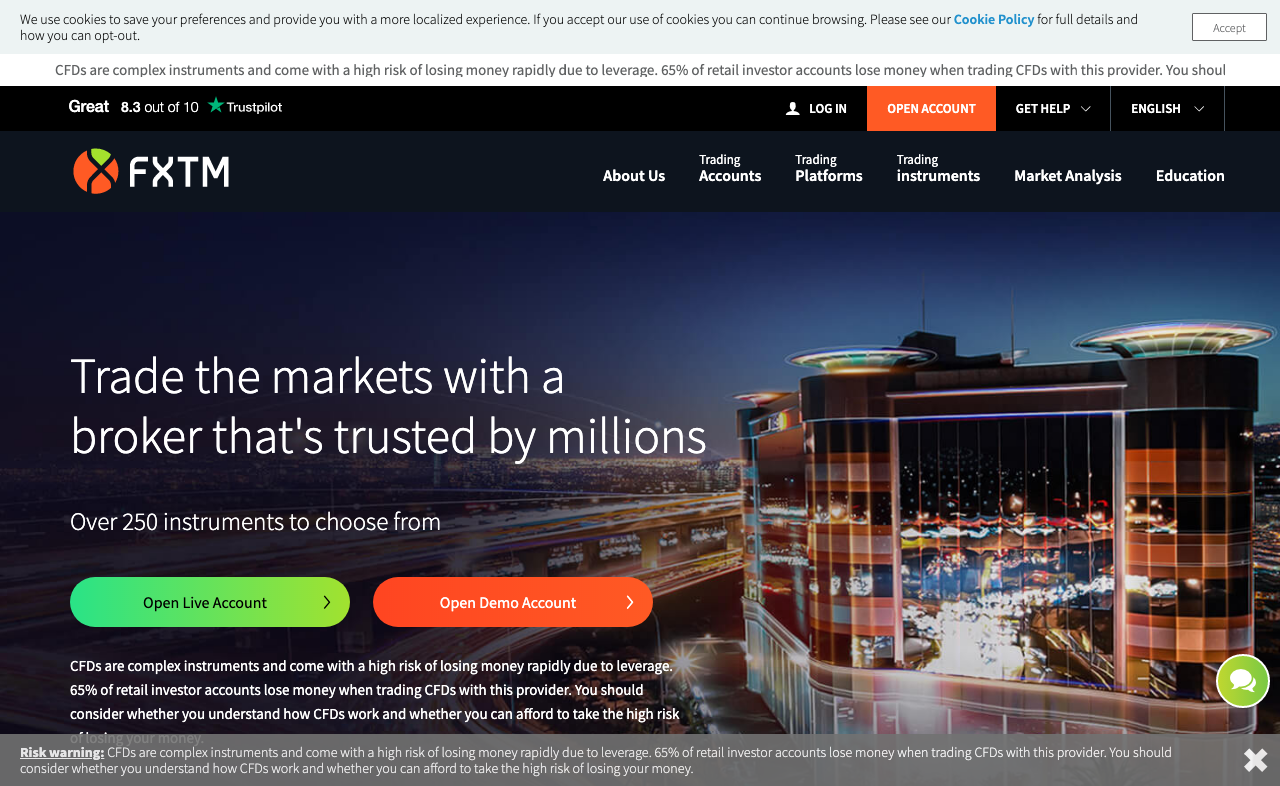 We use cookies to save your preferences and provide you with a more localized experience. If you accept our use of cookies you can continue browsing. Please see our Cookie Policy for full details and
how you can opt-out.
Accept
CFDs are complex instruments and come with a high risk of losing money rapidly due to leverage. 65% of retail investor accounts lose money when trading CFDs with this provider. You shoul
Great 8.3 out of 10 Trustpilot
LOG IN
OPEN ACCOUNT
GET HELP
ENGLISH
FXTM
About Us
Trading
Accounts
Trading
Platforms
Trading
instruments
Market Analysis
Education
Trade the markets with a
broker that's trusted by millions
Over 250 instruments to choose from
Open Live Account
Open Demo Account
CFDs are complex instruments and come with a high risk of losing money rapidly due to leverage.
65% of retail investor accounts lose money when trading CFDs with this provider. You should
consider whether you understand how CFDs work and whether you can afford to take the high risk
of losing your money.
Risk warning: CFDs are complex instruments and come with a high risk of losing money rapidly due to leverage. 65% of retail investor accounts lose money when trading CFDs with this provider. You should
consider whether you understand how CFDs work and whether you can afford to take the high risk of losing your money.